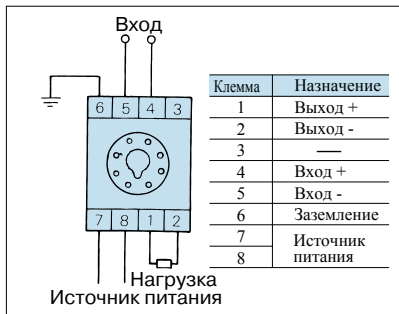 Вход
6 5 4 3
7 8 1 2
Нагрузка
Источник питания
Клемма Назначение
1 Выход +
2 Выход -
3 —
4 Вход +
5 Вход -
6 Заземление
7 Источник
8 питания